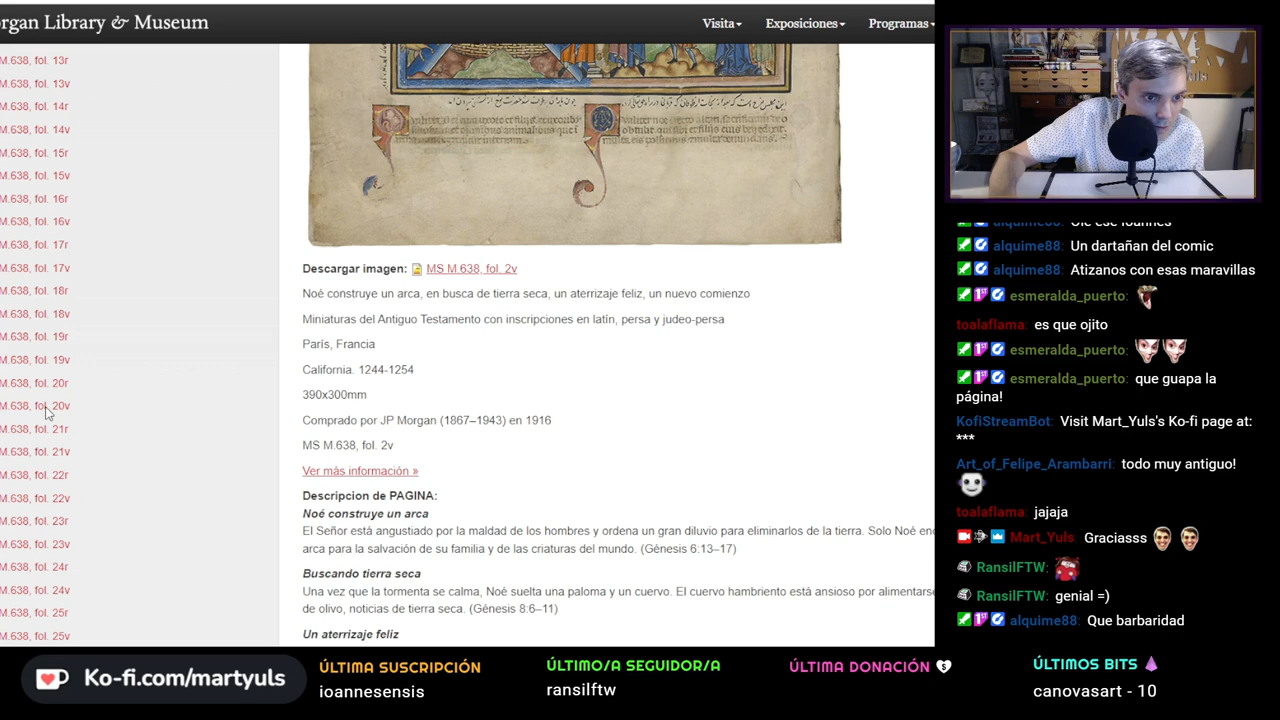 organ Library & Museum
Visita
Exposiciones
Programas
M.638, fol. 13r
M.638, fol. 13v
M.638, fol. 14r
M.638, fol. 14v
M.638, fol. 15r
M.638, fol. 15v
M.638, fol. 16r
M.638, fol. 16v
M.638, fol. 17r
M.638, fol. 17v
M.638, fol. 18r
M.638, fol. 18v
M.638, fol. 19r
M.638, fol. 19v
M.638, fol. 20r
M.638, fol. 20v
M.638, fol. 21r
M.638, fol. 21v
M.638, fol. 22r
M.638, fol. 22v
M.638, fol. 23r
M.638, fol. 23v
M.638, fol. 24r
M.638, fol. 24v
M.638, fol. 25r
M.638, fol. 25v
Descargar imagen: MS M.638, fol. 2v
Noé construye un arca, en busca de tierra seca, un aterrizaje feliz, un nuevo comienzo
Miniaturas del Antiguo Testamento con inscripciones en latín, persa y judeo-persa
París, Francia
California. 1244-1254
390x300mm
Comprado por JP Morgan (1867–1943) en 1916
MS M.638, fol. 2v
Ver más información »
Descripcion de PAGINA:
Noé construye un arca
El Señor está angustiado por la maldad de los hombres y ordena un gran diluvio para eliminarlos de la tierra. Solo Noé en
arca para la salvación de su familia y de las criaturas del mundo. (Génesis 6:13–17)
Buscando tierra seca
Una vez que la tormenta se calma, Noé suelta una paloma y un cuervo. El cuervo hambriento está ansioso por alimentarse
de olivo, noticias de tierra seca. (Génesis 8:6–11)
Un aterrizaje feliz
alquime88: Un dartañan del comic
alquime88: Atizanos con esas maravillas
esmeralda_puerto:
toalaflama: es que ojito
esmeralda_puerto:
esmeralda_puerto: que guapa la
página!
KofiStreamBot: Visit Mart_Yuls's Ko-fi page at:
***
Art_of_Felipe_Arambarri: todo muy antiguo!
toalaflama: jajaja
Mart_Yuls: Graciasss
RansilFTW:
RansilFTW: genial =)
alquime88: Que barbaridad
Ko-fi.com/martyuls
ÚLTIMA SUSCRIPCIÓN
ioannesensis
ÚLTIMO/A SEGUIDOR/A
ransilftw
ÚLTIMA DONACIÓN
ÚLTIMOS BITS
canovasart - 10